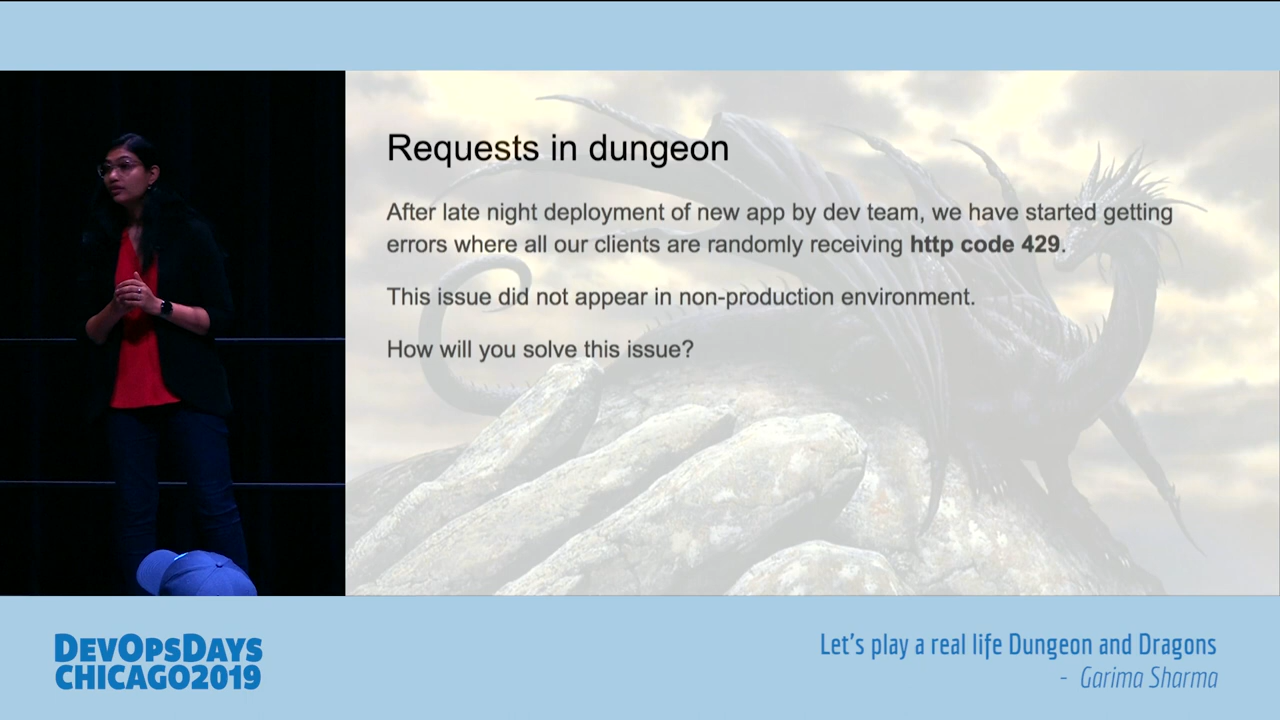 Requests in dungeon
After late night deployment of new app by dev team, we have started getting
errors where all our clients are randomly receiving http code 429.
This issue did not appear in non-production environment.
How will you solve this issue?
DEVOPSDAYS
CHICAGO2019
Let's play a real life Dungeon and Dragons
- Garima Sharma